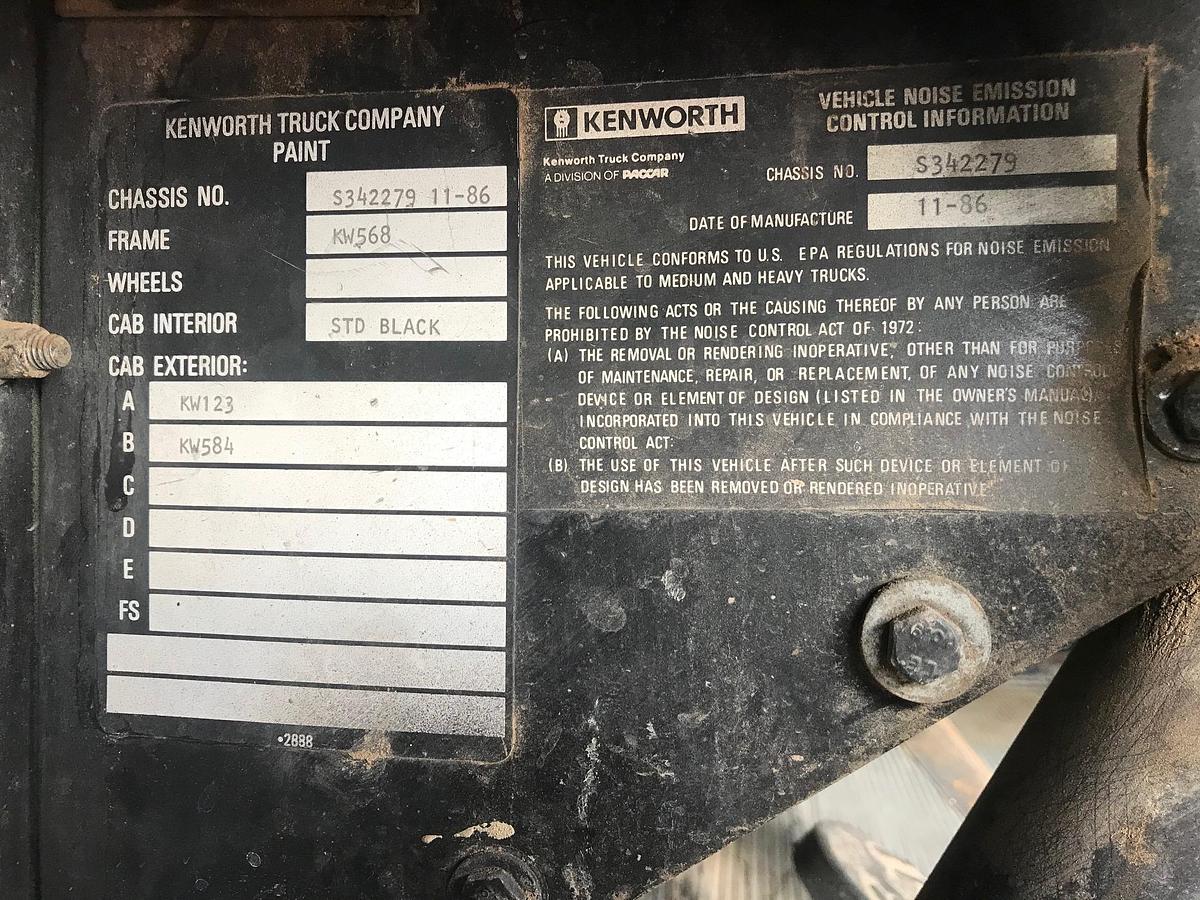 KENWORTH TRUCK COMPANY
PAINT
CHASSIS NO. S342279 11-86
FRAME KW568
WHEELS
CAB INTERIOR STD BLACK
CAB EXTERIOR:
A KW123
B KW584
C
D
E
FS
•2888
KENWORTH
Kenworth Truck Company
A DIVISION OF PACCAR
VEHICLE NOISE EMISSION
CONTROL INFORMATION
CHASSIS NO. S342279
DATE OF MANUFACTURE 11-86
THIS VEHICLE CONFORMS TO U.S. EPA REGULATIONS FOR NOISE EMISSION
APPLICABLE TO MEDIUM AND HEAVY TRUCKS.
THE FOLLOWING ACTS OR THE CAUSING THEREOF BY ANY PERSON ARE
PROHIBITED BY THE NOISE CONTROL ACT OF 1972:
(A) THE REMOVAL OR RENDERING INOPERATIVE, OTHER THAN FOR
OF MAINTENANCE, REPAIR, OR REPLACEMENT, OF ANY NOISE CONTROL
DEVICE OR ELEMENT OF DESIGN (LISTED IN THE OWNER'S MANUAL),
INCORPORATED INTO THIS VEHICLE IN COMPLIANCE WITH THE NOISE
CONTROL ACT:
(B) THE USE OF THIS VEHICLE AFTER SUCH DEVICE OR ELEMENT OF
DESIGN HAS BEEN REMOVED OR RENDERED INOPERATIVE